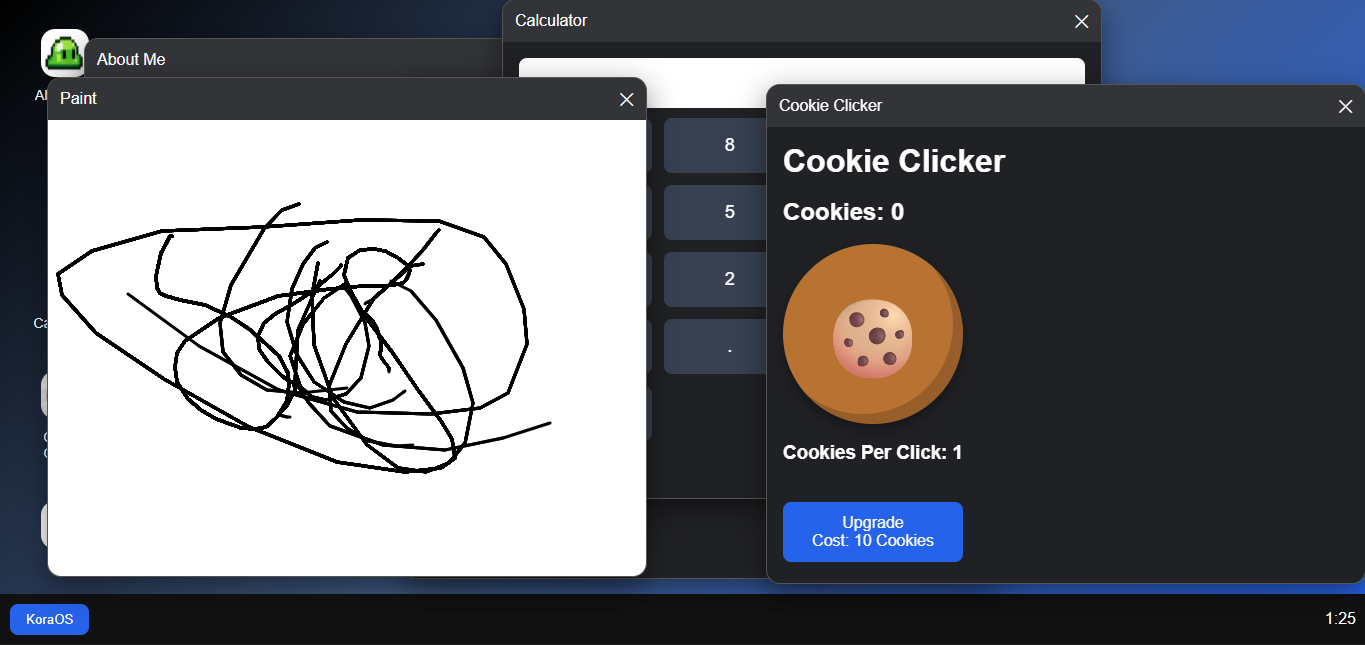 Calculator
About Me
Paint
8
5
2
.
Cookie Clicker
Cookie Clicker
Cookies: 0
Cookies Per Click: 1
Upgrade
Cost: 10 Cookies
KoraOS
1:25